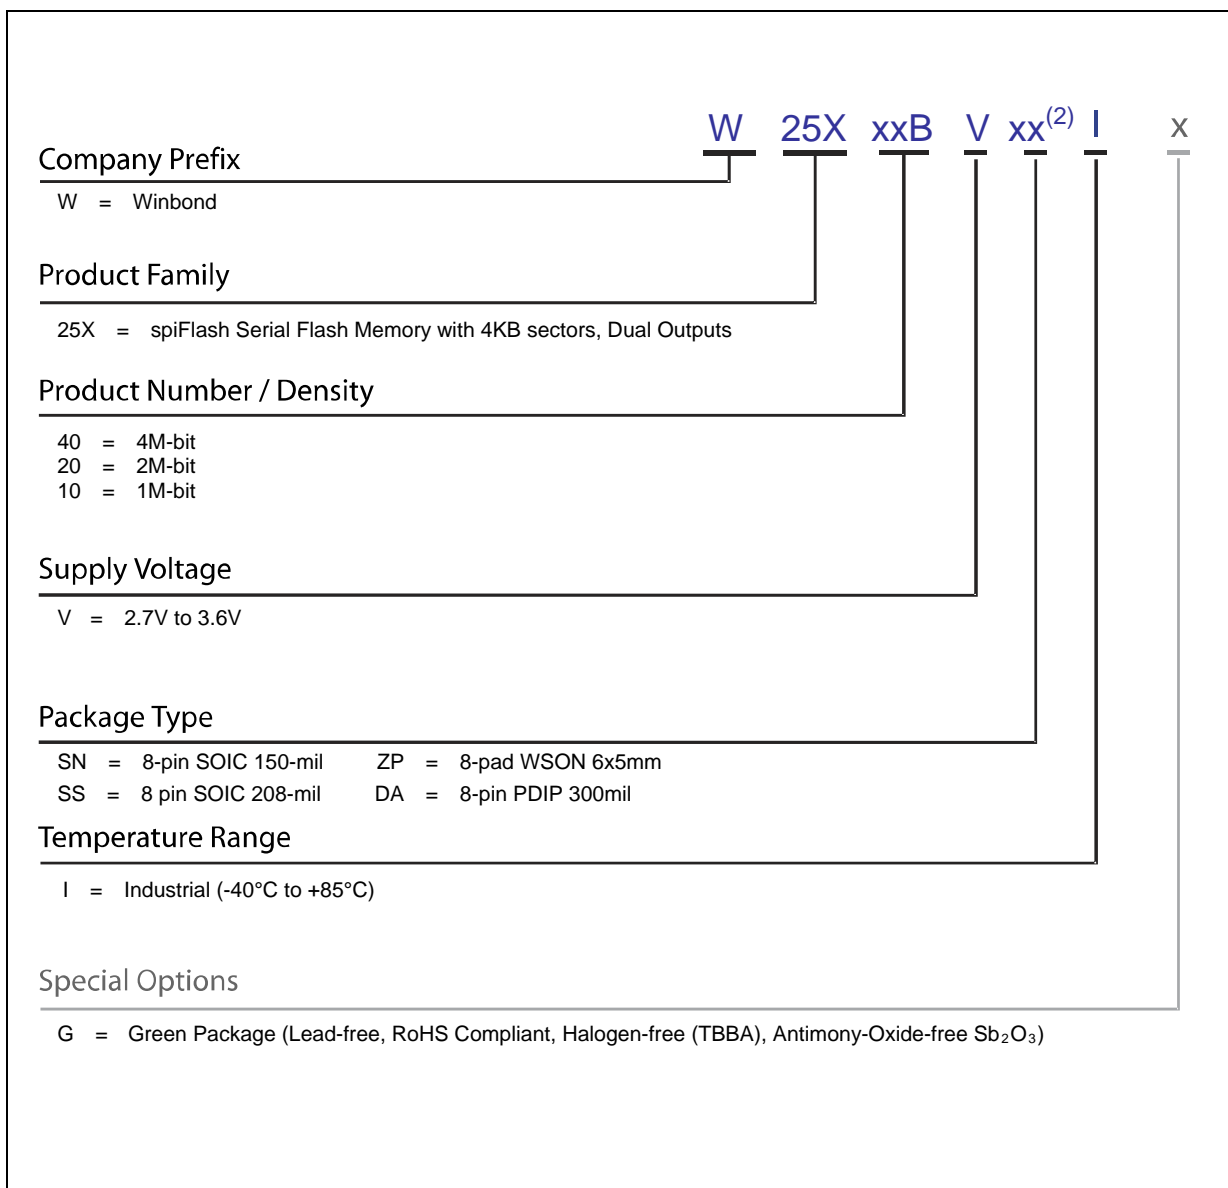 W 25X xxB V xx(2) I x
Company Prefix
W = Winbond
Product Family
25X = spiFlash Serial Flash Memory with 4KB sectors, Dual Outputs
Product Number / Density
40 = 4M-bit
20 = 2M-bit
10 = 1M-bit
Supply Voltage
V = 2.7V to 3.6V
Package Type
SN = 8-pin SOIC 150-mil ZP = 8-pad WSON 6x5mm
SS = 8 pin SOIC 208-mil DA = 8-pin PDIP 300mil
Temperature Range
I = Industrial (-40°C to +85°C)
Special Options
G = Green Package (Lead-free, RoHS Compliant, Halogen-free (TBBA), Antimony-Oxide-free Sb₂O₃)